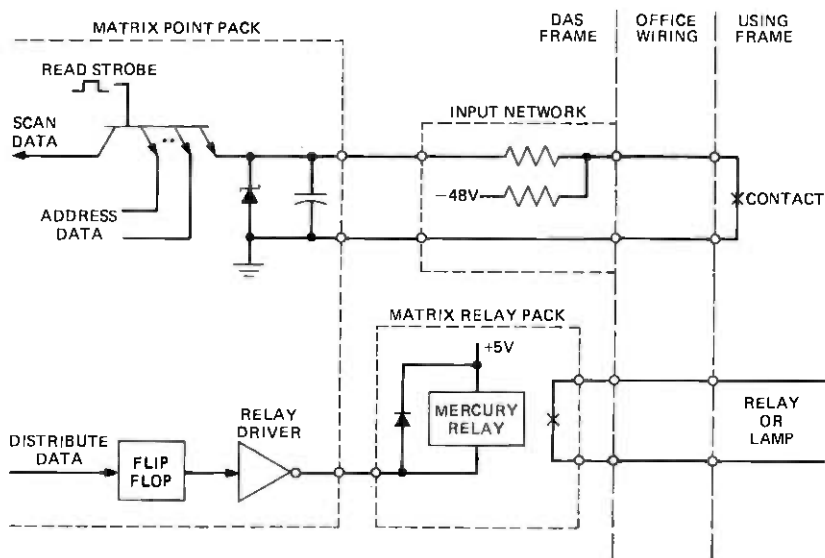 MATRIX POINT PACK
DAS
FRAME
OFFICE
WIRING
USING
FRAME
READ STROBE
SCAN
DATA
INPUT NETWORK
−48V
CONTACT
ADDRESS
DATA
MATRIX RELAY PACK
+5V
MERCURY
RELAY
RELAY
DRIVER
RELAY
OR
LAMP
DISTRIBUTE
DATA
FLIP
FLOP